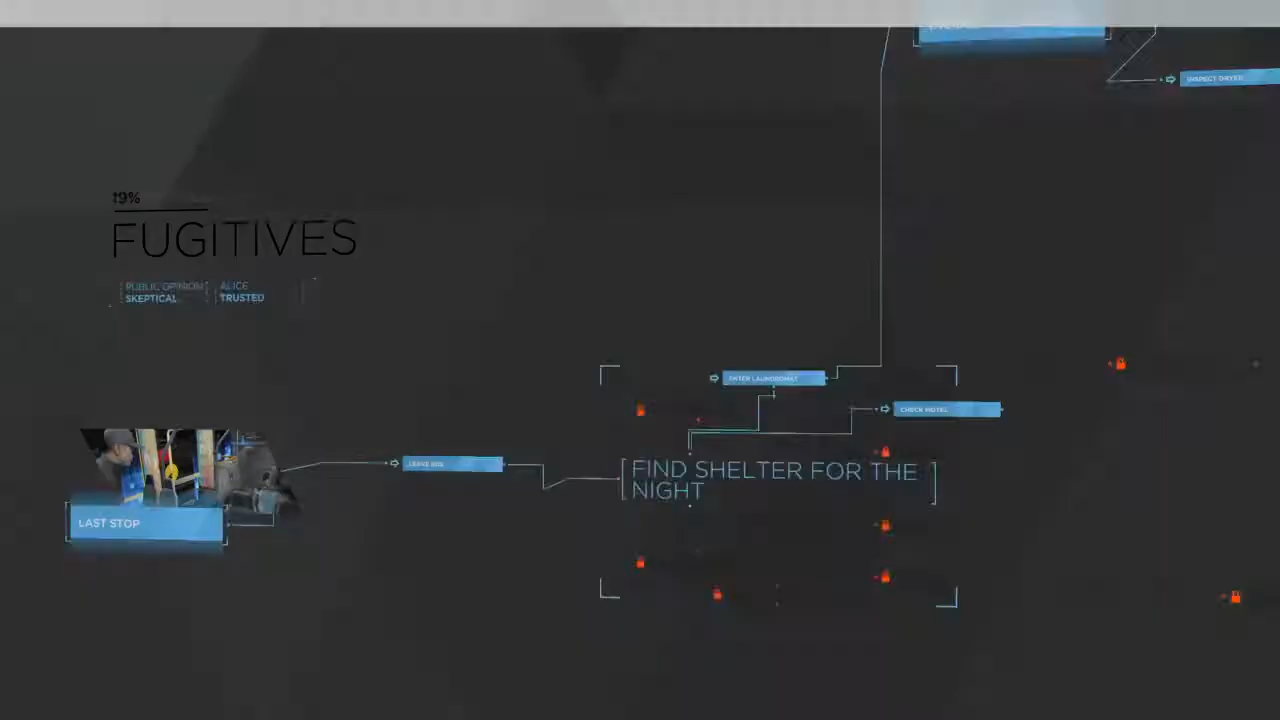 INSPECT DRYER
19%
FUGITIVES
PUBLIC OPINION ALICE
SKEPTICAL TRUSTED
ENTER LAUNDROMAT
CHECK MOTEL
LEAVE BUS
FIND SHELTER FOR THE
NIGHT
LAST STOP